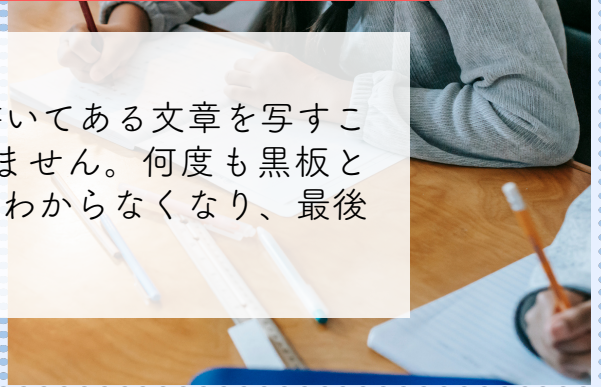 いてある文章を写すこ
ません。何度も黒板と
わからなくなり、最後